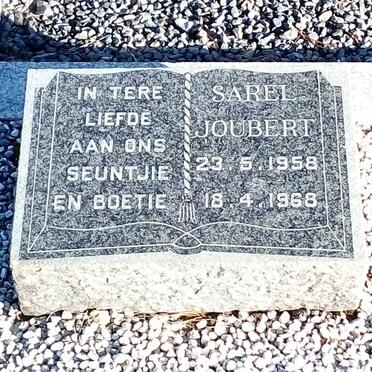 IN TERE
LIEFDE
AAN ONS
SEUNTJIE
EN BOETIE
SAREL
JOUBERT
23.5.1958
18.4.1968